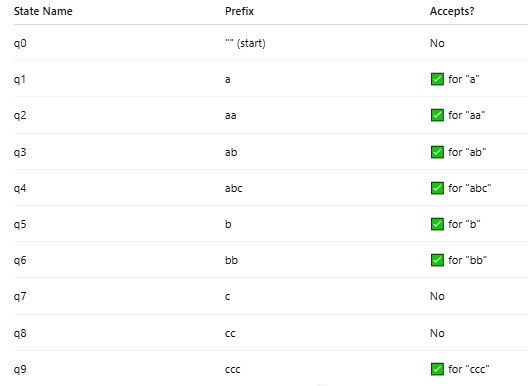 State Name Prefix Accepts?
q0 "" (start) No
q1 a ✅ for "a"
q2 aa ✅ for "aa"
q3 ab ✅ for "ab"
q4 abc ✅ for "abc"
q5 b ✅ for "b"
q6 bb ✅ for "bb"
q7 c No
q8 cc No
q9 ccc ✅ for "ccc"